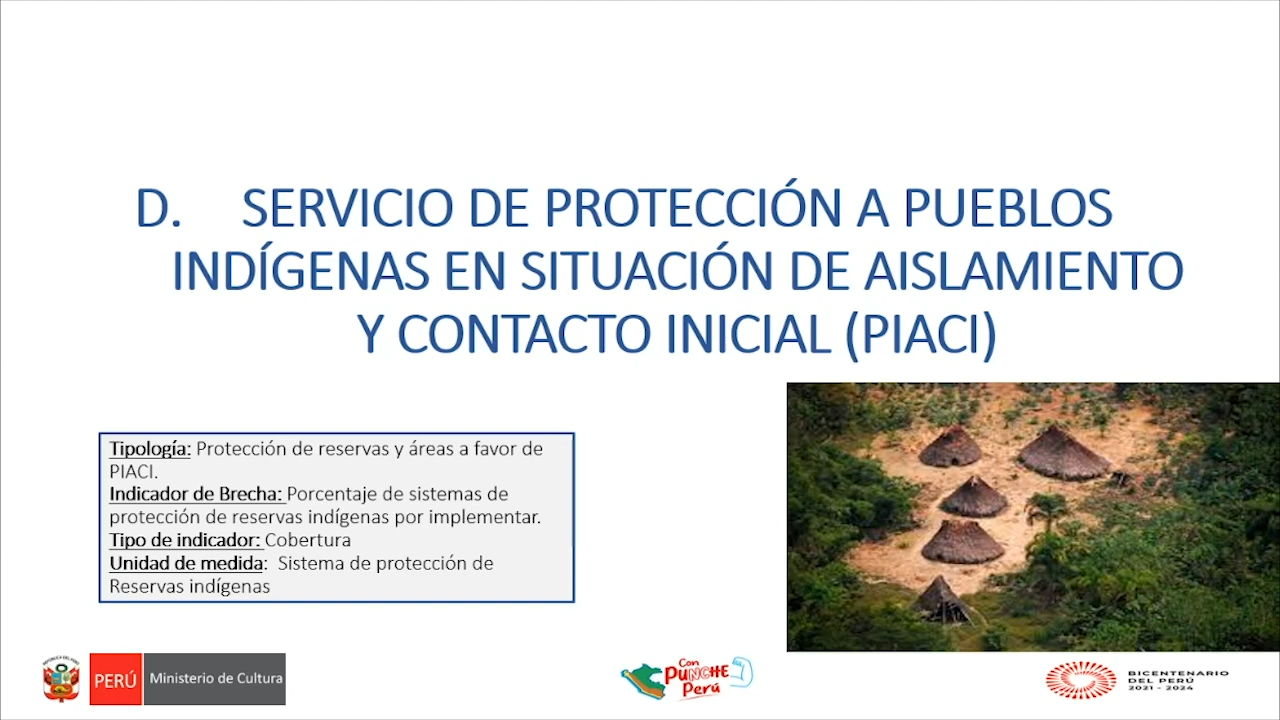 D. SERVICIO DE PROTECCIÓN A PUEBLOS
INDÍGENAS EN SITUACIÓN DE AISLAMIENTO
Y CONTACTO INICIAL (PIACI)
Tipología: Protección de reservas y áreas a favor de
PIACI.
Indicador de Brecha: Porcentaje de sistemas de
protección de reservas indígenas por implementar.
Tipo de indicador: Cobertura
Unidad de medida: Sistema de protección de
Reservas indígenas
REPÚBLICA DEL PERÚ
PERÚ
Ministerio de Cultura
Con
PUNCHE
Perú
BICENTENARIO
DEL PERÚ
2021 - 2024